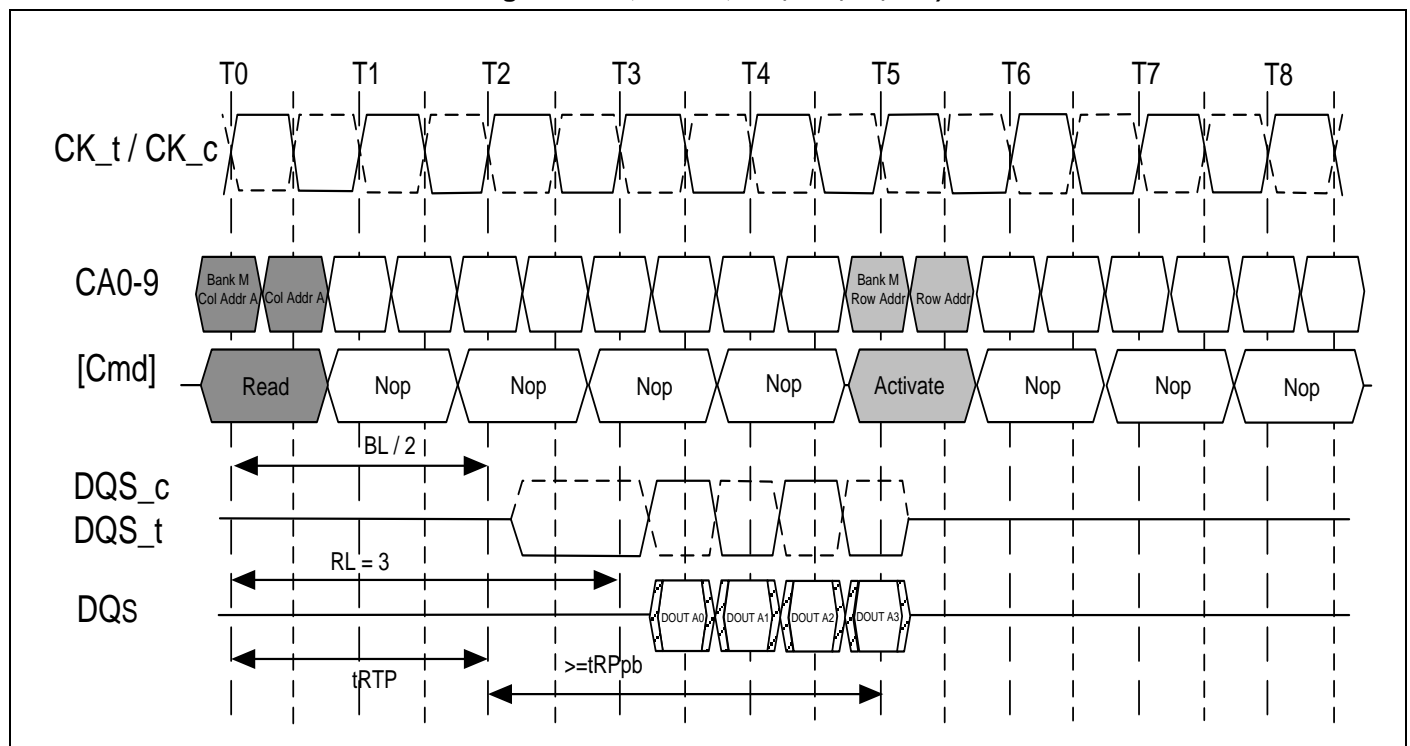 T0 T1 T2 T3 T4 T5 T6 T7 T8
CK_t / CK_c
CA0-9
Bank M
Col Addr A
Col Addr A
Bank M
Row Addr
Row Addr
[Cmd]
Read Nop Nop Nop Nop Activate Nop Nop Nop
BL / 2
DQS_c
DQS_t
RL = 3
DQs
DOUT A0 DOUT A1 DOUT A2 DOUT A3
tRTP
>=tRPpb